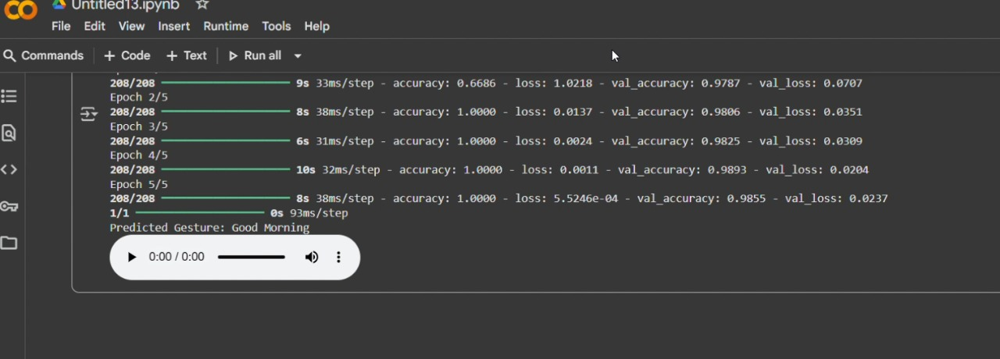 Untitled13.ipynb
File Edit View Insert Runtime Tools Help
Commands + Code + Text Run all
208/208 9s 33ms/step - accuracy: 0.6686 - loss: 1.0218 - val_accuracy: 0.9787 - val_loss: 0.0707
Epoch 2/5
208/208 8s 38ms/step - accuracy: 1.0000 - loss: 0.0137 - val_accuracy: 0.9806 - val_loss: 0.0351
Epoch 3/5
208/208 6s 31ms/step - accuracy: 1.0000 - loss: 0.0024 - val_accuracy: 0.9825 - val_loss: 0.0309
Epoch 4/5
208/208 10s 32ms/step - accuracy: 1.0000 - loss: 0.0011 - val_accuracy: 0.9893 - val_loss: 0.0204
Epoch 5/5
208/208 8s 38ms/step - accuracy: 1.0000 - loss: 5.5246e-04 - val_accuracy: 0.9855 - val_loss: 0.0237
1/1 0s 93ms/step
Predicted Gesture: Good Morning
0:00 / 0:00